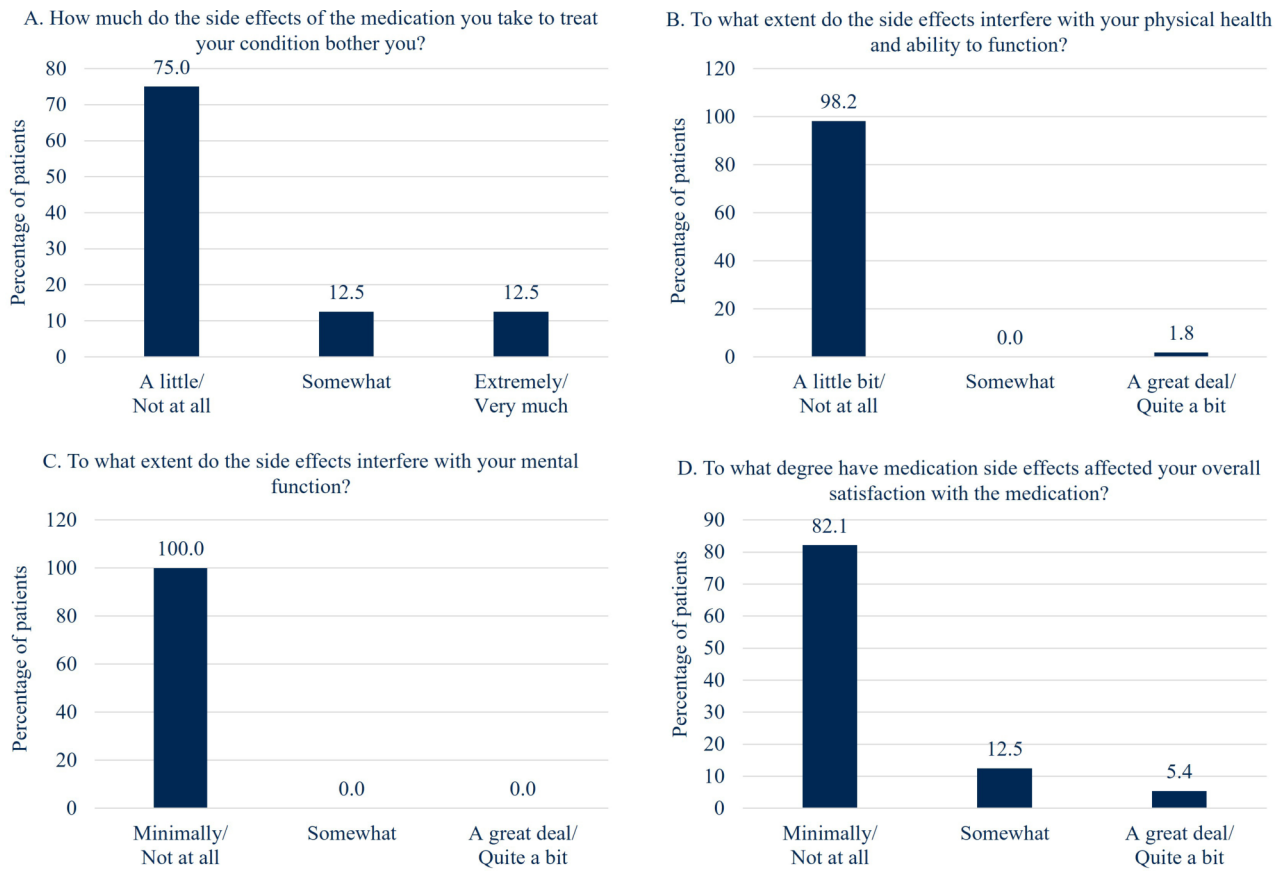 A. How much do the side effects of the medication you take to treat
your condition bother you?
Percentage of patients
80
70
60
50
40
30
20
10
0
75.0
12.5
12.5
A little/
Not at all
Somewhat
Extremely/
Very much
B. To what extent do the side effects interfere with your physical health
and ability to function?
Percentage of patients
120
100
80
60
40
20
0
98.2
0.0
1.8
A little bit/
Not at all
Somewhat
A great deal/
Quite a bit
C. To what extent do the side effects interfere with your mental
function?
Percentage of patients
120
100
80
60
40
20
0
100.0
0.0
0.0
Minimally/
Not at all
Somewhat
A great deal/
Quite a bit
D. To what degree have medication side effects affected your overall
satisfaction with the medication?
Percentage of patients
90
80
70
60
50
40
30
20
10
0
82.1
12.5
5.4
Minimally/
Not at all
Somewhat
A great deal/
Quite a bit